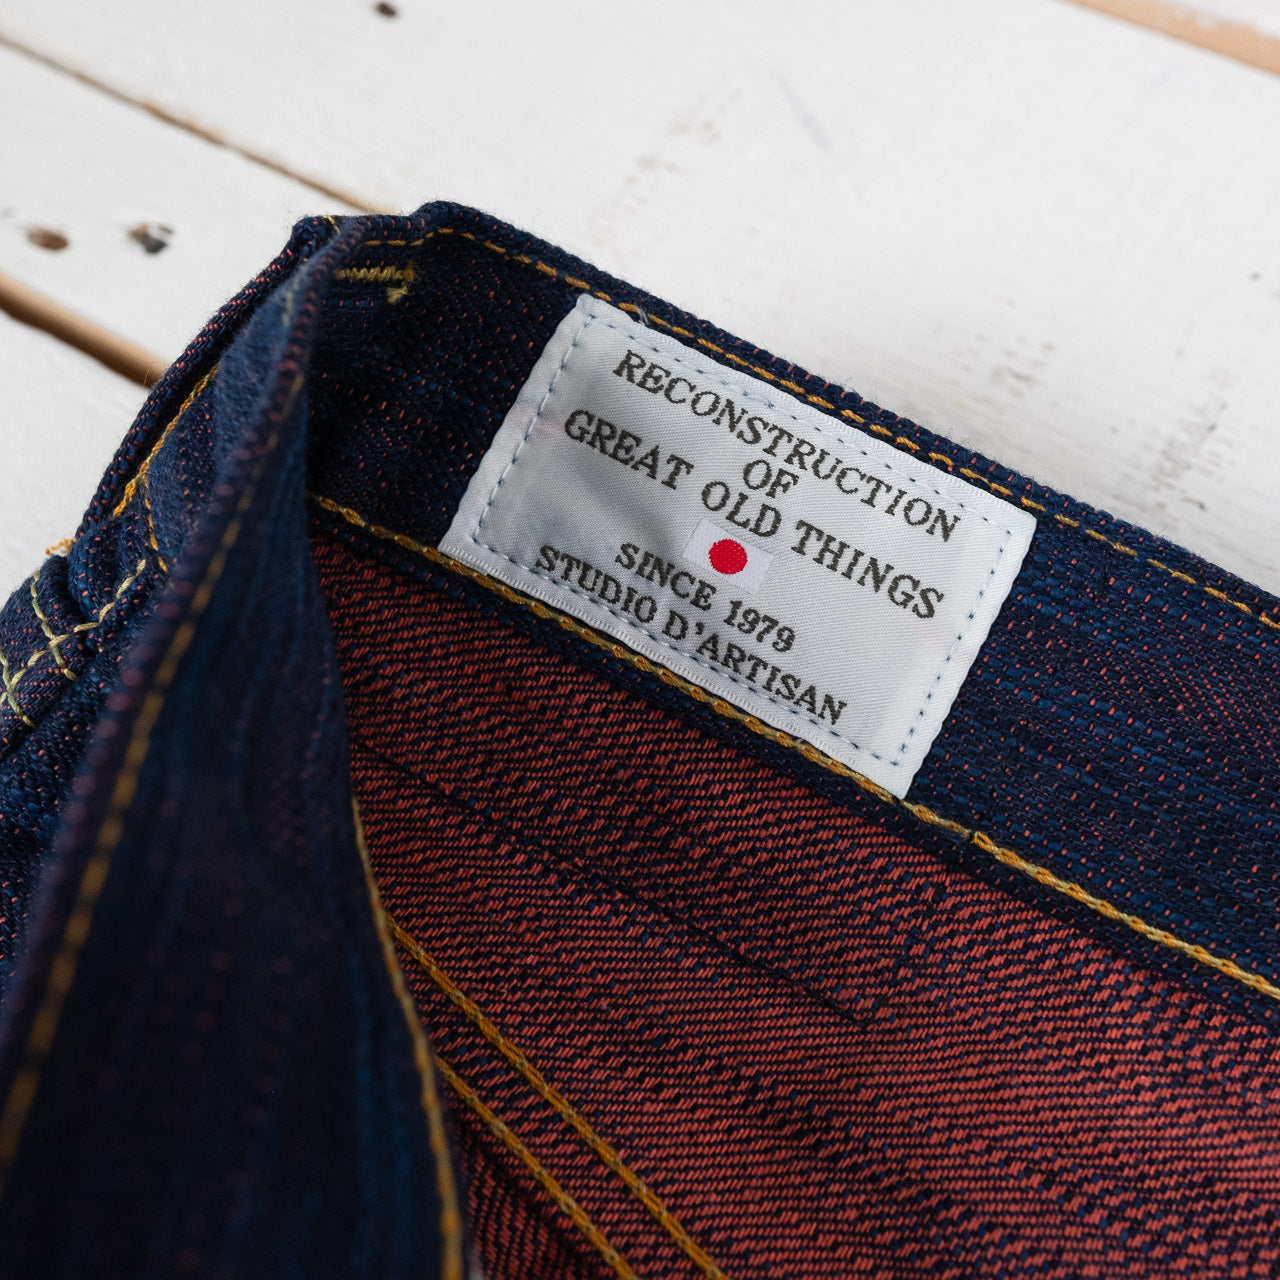 RECONSTRUCTION
OF
GREAT OLD THINGS
SINCE 1979
STUDIO D'ARTISAN